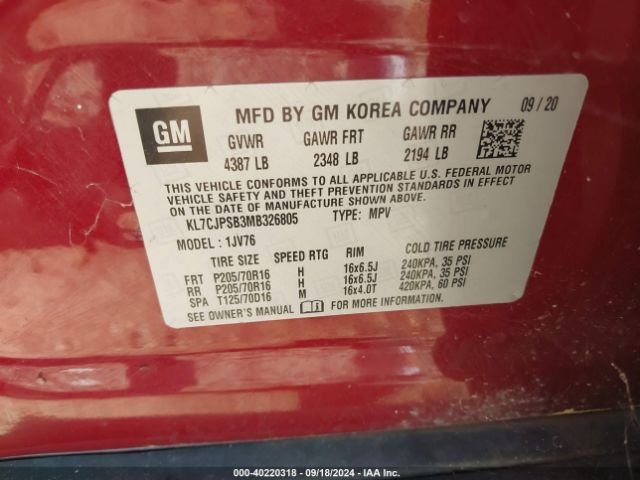 GM
MFD BY GM KOREA COMPANY 09/20
GVWR GAWR FRT GAWR RR
4387 LB 2348 LB 2194 LB
THIS VEHICLE CONFORMS TO ALL APPLICABLE U.S. FEDERAL MOTOR
VEHICLE SAFETY AND THEFT PREVENTION STANDARDS IN EFFECT
ON THE DATE OF MANUFACTURE SHOWN ABOVE.
KL7CJPSB3MB326805 TYPE: MPV
MODEL: 1JV76
TIRE SIZE SPEED RTG RIM COLD TIRE PRESSURE
FRT P205/70R16 H 16x6.5J 240KPA, 35 PSI
RR P205/70R16 H 16x6.5J 240KPA, 35 PSI
SPA T125/70D16 M 16x4.0T 420KPA, 60 PSI
SEE OWNER'S MANUAL FOR MORE INFORMATION.
000-40220318 - 09/18/2024 - IAA Inc.